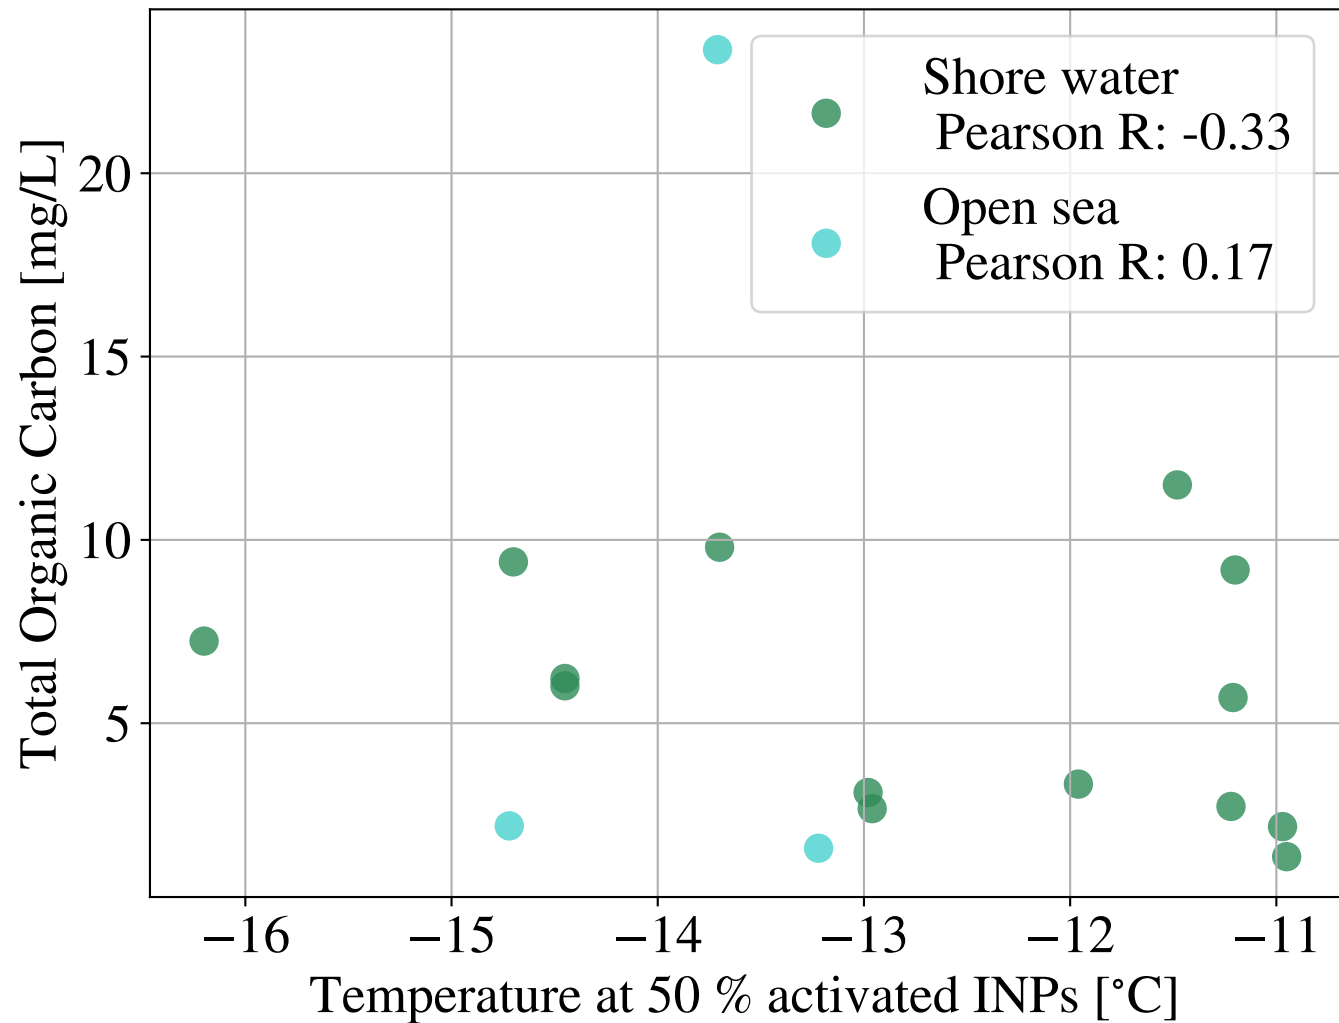 Total Organic Carbon [mg/L]
20
15
10
5
Shore water
Pearson R: -0.33
Open sea
Pearson R: 0.17
−16 −15 −14 −13 −12 −11
Temperature at 50 % activated INPs [°C]